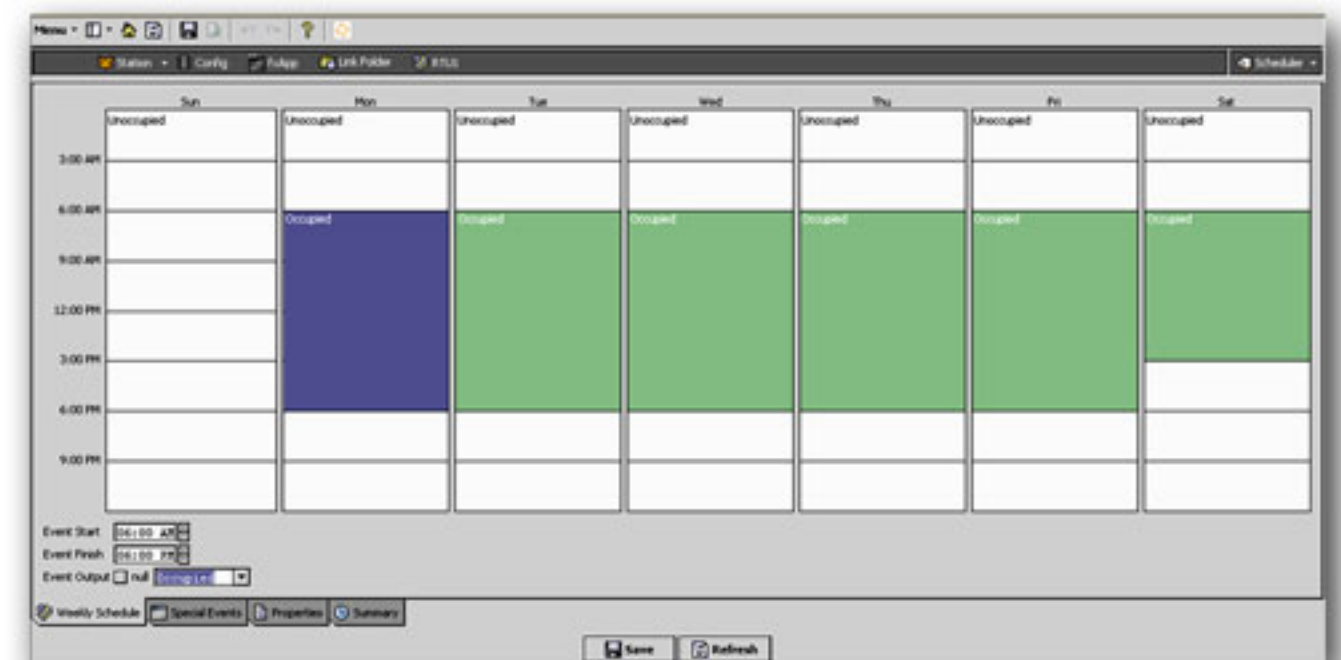 Menu
Station Config FoxApp Link Folder RTU1 Scheduler
Sun Mon Tue Wed Thu Fri Sat
Unoccupied Unoccupied Unoccupied Unoccupied Unoccupied Unoccupied Unoccupied
3:00 AM
6:00 AM
Occupied Occupied Occupied Occupied Occupied Occupied
9:00 AM
12:00 PM
3:00 PM
6:00 PM
9:00 PM
Event Start 06:00 AM
Event Finish 06:00 PM
Event Output null Occupied
Weekly Schedule Special Events Properties Summary
Save Refresh